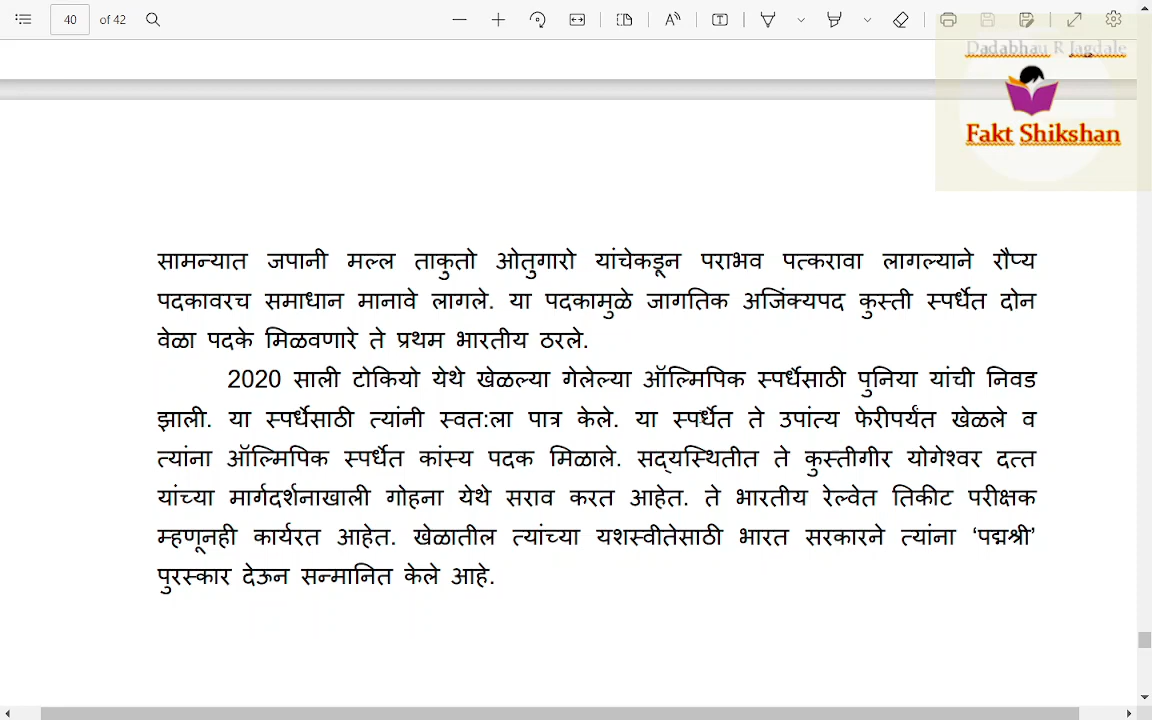 40 of 42
Dadabhau R Jagdale
Fakt Shikshan
सामन्यात जपानी मल्ल ताकुतो ओतुगारो यांचेकडून पराभव पत्करावा लागल्याने रौप्य
पदकावरच समाधान मानावे लागले. या पदकामुळे जागतिक अजिंक्यपद कुस्ती स्पर्धेत दोन
वेळा पदके मिळवणारे ते प्रथम भारतीय ठरले.
2020 साली टोकियो येथे खेळल्या गेलेल्या ऑल्मिपिक स्पर्धेसाठी पुनिया यांची निवड
झाली. या स्पर्धेसाठी त्यांनी स्वत:ला पात्र केले. या स्पर्धेत ते उपांत्य फेरीपर्यंत खेळले व
त्यांना ऑल्मिपिक स्पर्धेत कांस्य पदक मिळाले. सद्‌यस्थितीत ते कुस्तीगीर योगेश्वर दत्त
यांच्या मार्गदर्शनाखाली गोहना येथे सराव करत आहेत. ते भारतीय रेल्वेत तिकीट परीक्षक
म्हणूनही कार्यरत आहेत. खेळातील त्यांच्या यशस्वीतेसाठी भारत सरकारने त्यांना ‘पद्मश्री’
पुरस्कार देऊन सन्मानित केले आहे.